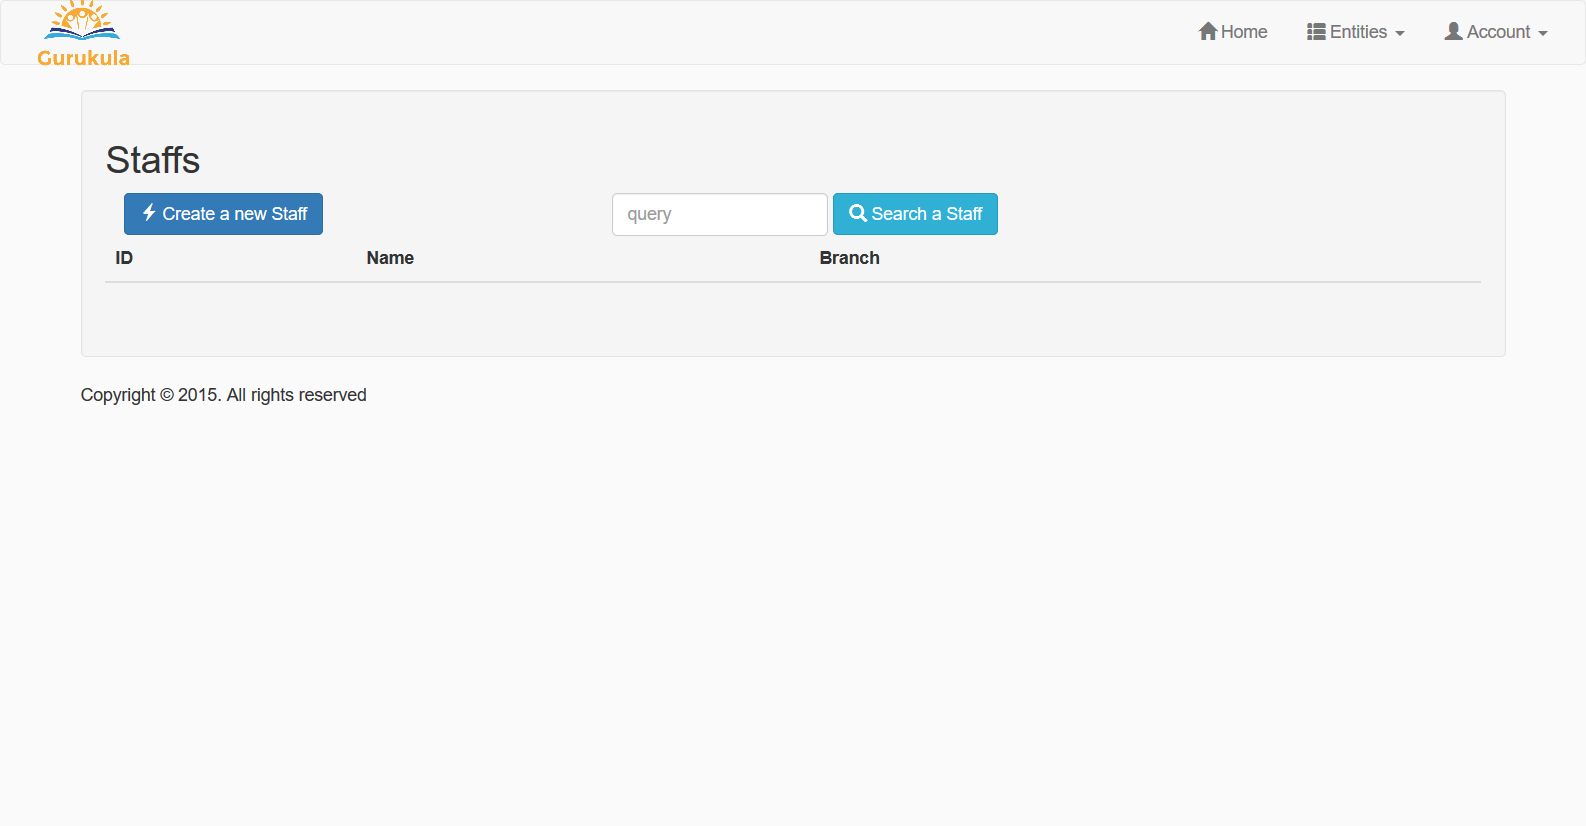 Gurukula
Home Entities Account
Staffs
Create a new Staff query Search a Staff
ID Name Branch
Copyright © 2015. All rights reserved